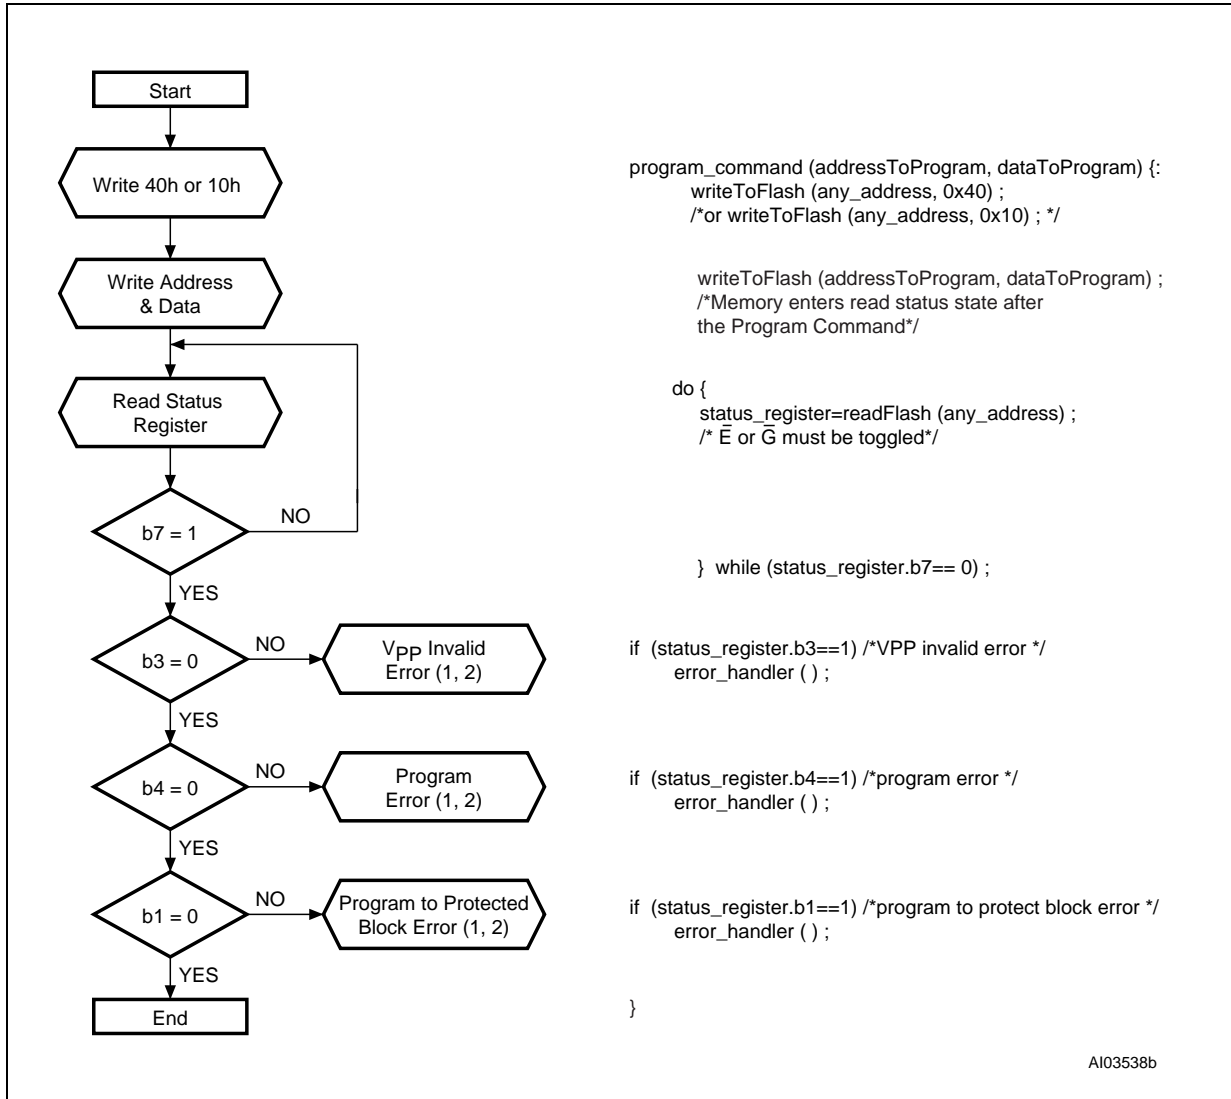 Start
Write 40h or 10h
Write Address
& Data
Read Status
Register
b7 = 1
NO
YES
b3 = 0
NO
VPP Invalid
Error (1, 2)
YES
b4 = 0
NO
Program
Error (1, 2)
YES
b1 = 0
NO
Program to Protected
Block Error (1, 2)
YES
End
program_command (addressToProgram, dataToProgram) {:
writeToFlash (any_address, 0x40) ;
/*or writeToFlash (any_address, 0x10) ; */
writeToFlash (addressToProgram, dataToProgram) ;
/*Memory enters read status state after
the Program Command*/
do {
status_register=readFlash (any_address) ;
/* E̅ or G̅ must be toggled*/
} while (status_register.b7== 0) ;
if (status_register.b3==1) /*VPP invalid error */
error_handler ( ) ;
if (status_register.b4==1) /*program error */
error_handler ( ) ;
if (status_register.b1==1) /*program to protect block error */
error_handler ( ) ;
}
AI03538b